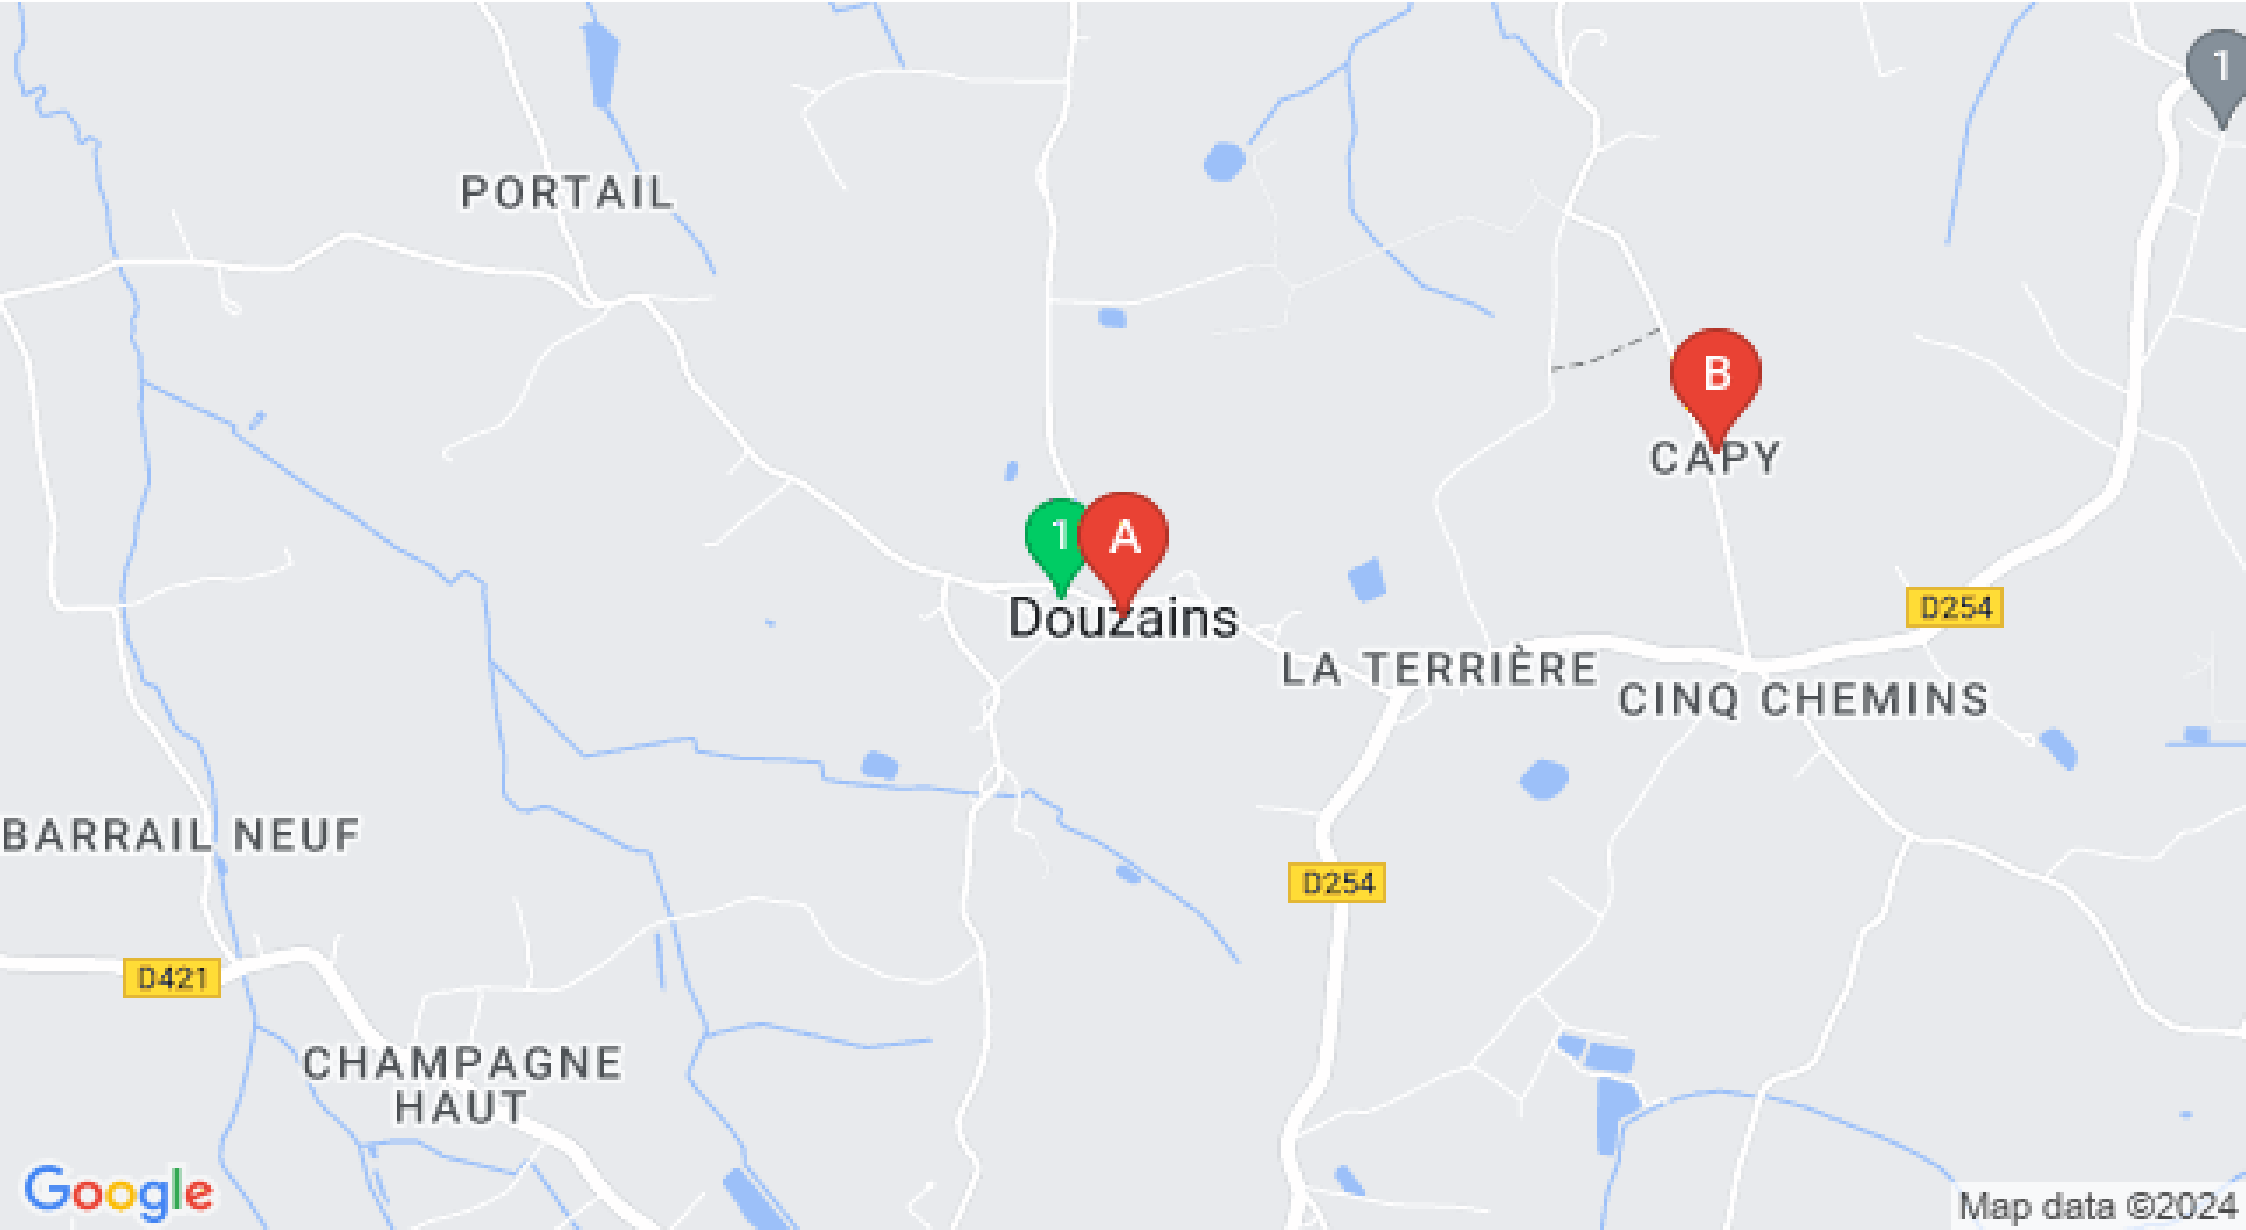 1
PORTAIL
B
CAPY
1
A
Douzains
D254
LA TERRIÈRE
CINQ CHEMINS
BARRAIL NEUF
D254
D421
CHAMPAGNE
HAUT
Google
Map data ©2024